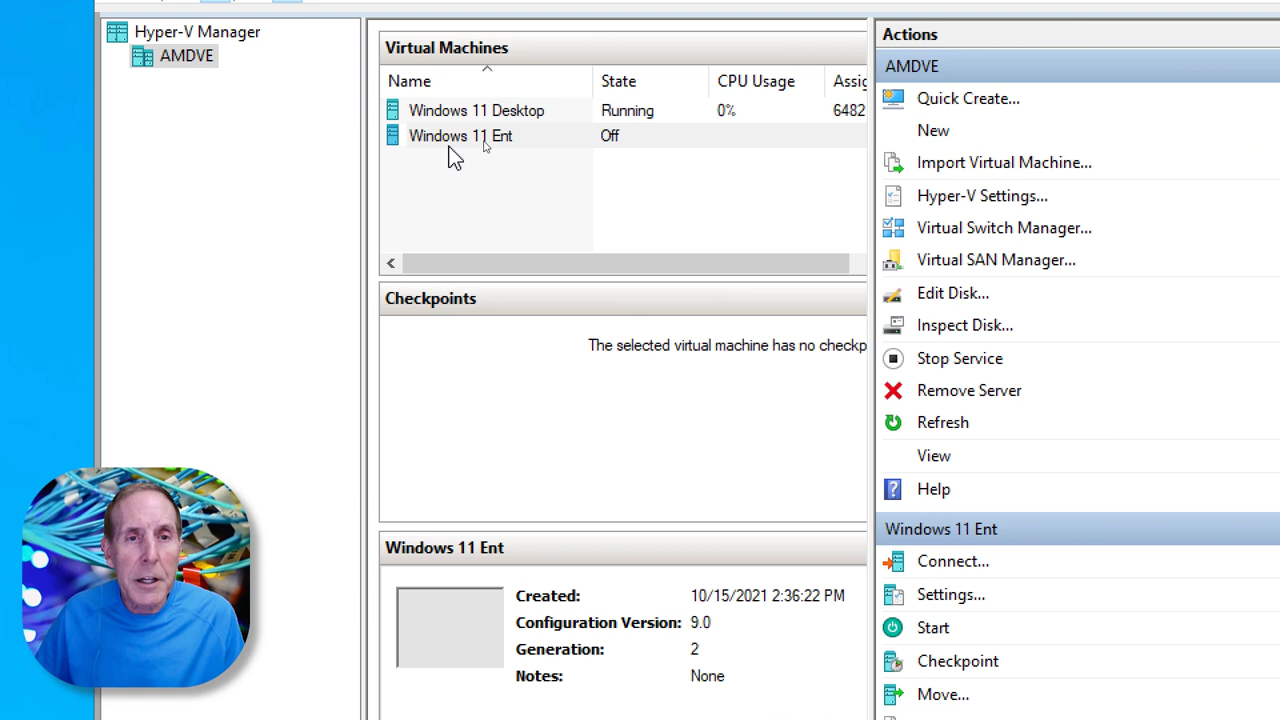 Hyper-V Manager
AMDVE
Virtual Machines
Name State CPU Usage Assig
Windows 11 Desktop Running 0% 6482
Windows 11 Ent Off
Checkpoints
The selected virtual machine has no checkp
Windows 11 Ent
Created: 10/15/2021 2:36:22 PM
Configuration Version: 9.0
Generation: 2
Notes: None
Actions
AMDVE
Quick Create...
New
Import Virtual Machine...
Hyper-V Settings...
Virtual Switch Manager...
Virtual SAN Manager...
Edit Disk...
Inspect Disk...
Stop Service
Remove Server
Refresh
View
Help
Windows 11 Ent
Connect...
Settings...
Start
Checkpoint
Move...